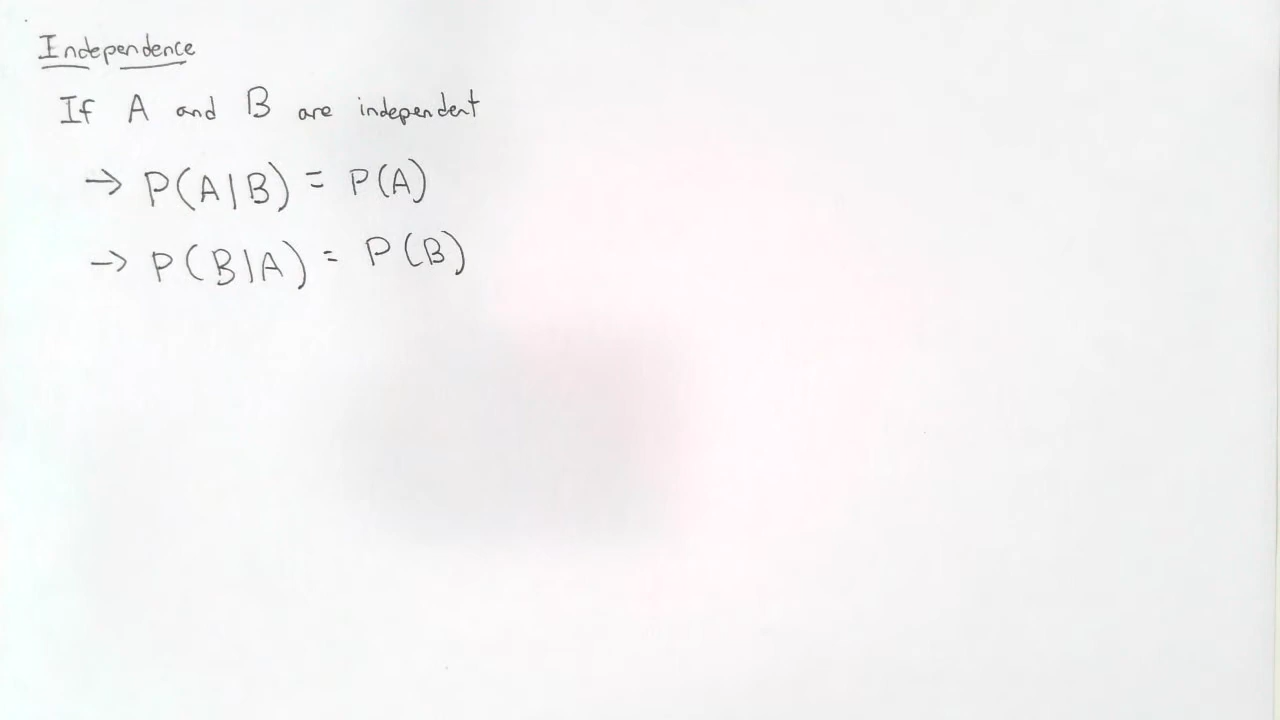 Independence
If A and B are independent
→ P(A|B) = P(A)
→ P(B|A) = P(B)